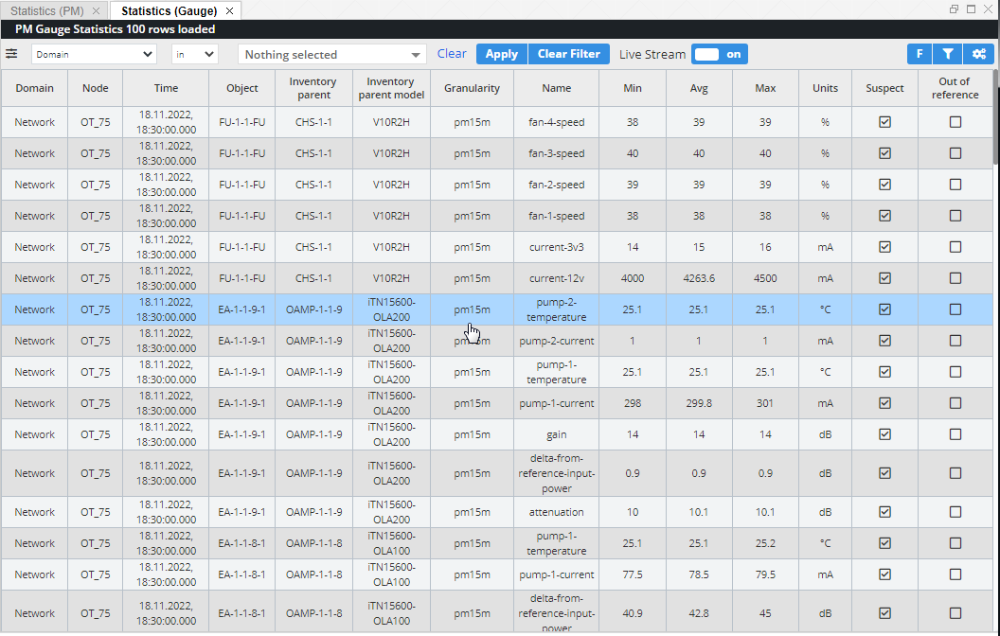 Statistics (PM) × Statistics (Gauge) ×
PM Gauge Statistics 100 rows loaded
Domain in Nothing selected Clear Apply Clear Filter Live Stream on F
Domain Node Time Object Inventory parent Inventory parent model Granularity Name Min Avg Max Units Suspect Out of reference
Network OT_75 18.11.2022, 18:30:00.000 FU-1-1-FU CHS-1-1 V10R2H pm15m fan-4-speed 38 39 39 %
Network OT_75 18.11.2022, 18:30:00.000 FU-1-1-FU CHS-1-1 V10R2H pm15m fan-3-speed 40 40 40 %
Network OT_75 18.11.2022, 18:30:00.000 FU-1-1-FU CHS-1-1 V10R2H pm15m fan-2-speed 39 39 39 %
Network OT_75 18.11.2022, 18:30:00.000 FU-1-1-FU CHS-1-1 V10R2H pm15m fan-1-speed 38 38 38 %
Network OT_75 18.11.2022, 18:30:00.000 FU-1-1-FU CHS-1-1 V10R2H pm15m current-3v3 14 15 16 mA
Network OT_75 18.11.2022, 18:30:00.000 FU-1-1-FU CHS-1-1 V10R2H pm15m current-12v 4000 4263.6 4500 mA
Network OT_75 18.11.2022, 18:30:00.000 EA-1-1-9-1 OAMP-1-1-9 iTN15600-OLA200 pm15m pump-2-temperature 25.1 25.1 25.1 °C
Network OT_75 18.11.2022, 18:30:00.000 EA-1-1-9-1 OAMP-1-1-9 iTN15600-OLA200 pm15m pump-2-current 1 1 1 mA
Network OT_75 18.11.2022, 18:30:00.000 EA-1-1-9-1 OAMP-1-1-9 iTN15600-OLA200 pm15m pump-1-temperature 25.1 25.1 25.1 °C
Network OT_75 18.11.2022, 18:30:00.000 EA-1-1-9-1 OAMP-1-1-9 iTN15600-OLA200 pm15m pump-1-current 298 299.8 301 mA
Network OT_75 18.11.2022, 18:30:00.000 EA-1-1-9-1 OAMP-1-1-9 iTN15600-OLA200 pm15m gain 14 14 14 dB
Network OT_75 18.11.2022, 18:30:00.000 EA-1-1-9-1 OAMP-1-1-9 iTN15600-OLA200 pm15m delta-from-reference-input-power 0.9 0.9 0.9 dB
Network OT_75 18.11.2022, 18:30:00.000 EA-1-1-9-1 OAMP-1-1-9 iTN15600-OLA200 pm15m attenuation 10 10.1 10.1 dB
Network OT_75 18.11.2022, 18:30:00.000 EA-1-1-8-1 OAMP-1-1-8 iTN15600-OLA100 pm15m pump-1-temperature 25.1 25.1 25.2 °C
Network OT_75 18.11.2022, 18:30:00.000 EA-1-1-8-1 OAMP-1-1-8 iTN15600-OLA100 pm15m pump-1-current 77.5 78.5 79.5 mA
Network OT_75 18.11.2022, 18:30:00.000 EA-1-1-8-1 OAMP-1-1-8 iTN15600-OLA100 pm15m delta-from-reference-input-power 40.9 42.8 45 dB